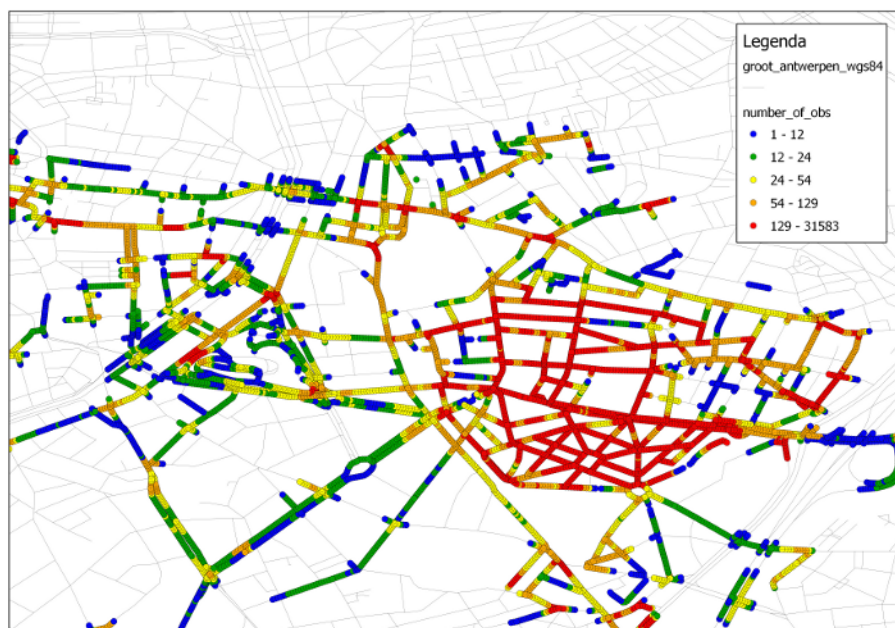 Legenda
groot_antwerpen_wgs84
number_of_obs
1 - 12
12 - 24
24 - 54
54 - 129
129 - 31583